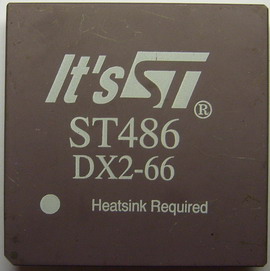 It's ST®
ST486
DX2-66
Heatsink Required